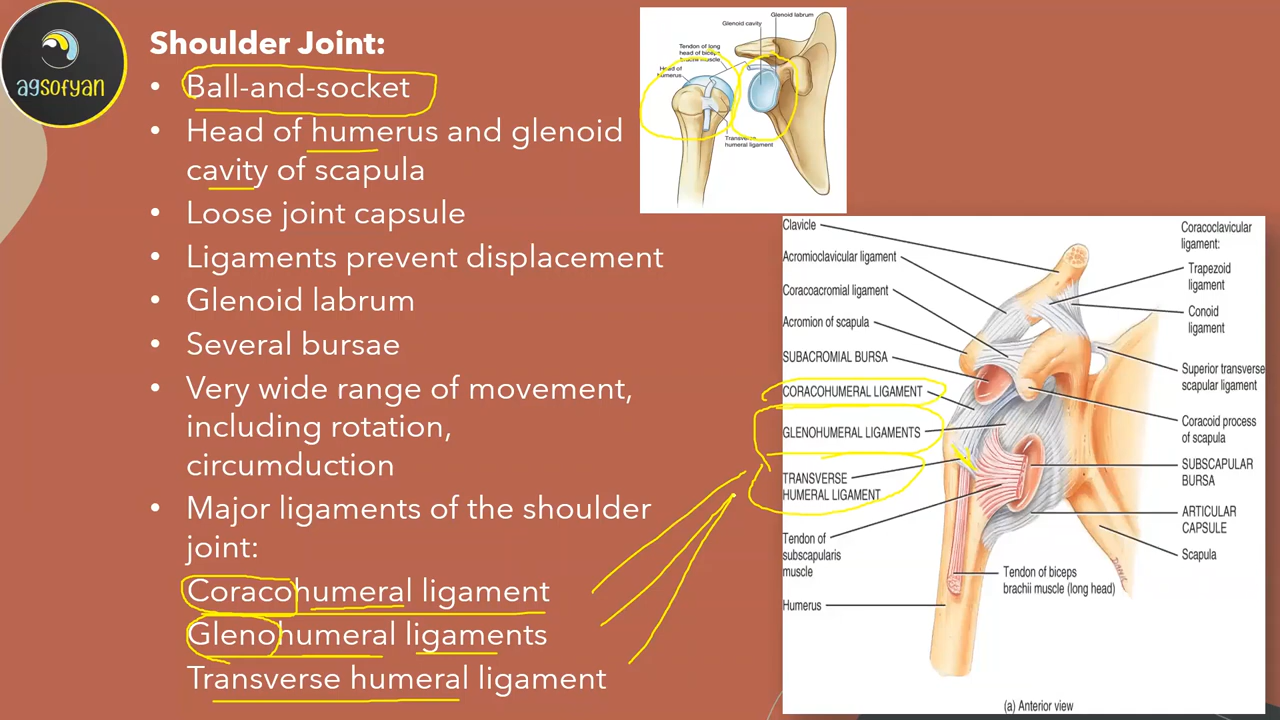 agsofyan
Shoulder Joint:
• Ball-and-socket
• Head of humerus and glenoid
cavity of scapula
• Loose joint capsule
• Ligaments prevent displacement
• Glenoid labrum
• Several bursae
• Very wide range of movement,
including rotation,
circumduction
• Major ligaments of the shoulder
joint:
Coracohumeral ligament
Glenohumeral ligaments
Transverse humeral ligament
Glenoid labrum
Glenoid cavity
Tendon of long
head of biceps
brachii muscle
Head of
humerus
Transverse
humeral ligament
Clavicle
Acromioclavicular ligament
Coracoacromial ligament
Acromion of scapula
SUBACROMIAL BURSA
CORACOHUMERAL LIGAMENT
GLENOHUMERAL LIGAMENTS
TRANSVERSE
HUMERAL LIGAMENT
Tendon of
subscapularis
muscle
Humerus
Coracoclavicular
ligament:
Trapezoid
ligament
Conoid
ligament
Superior transverse
scapular ligament
Coracoid process
of scapula
SUBSCAPULAR
BURSA
ARTICULAR
CAPSULE
Scapula
Tendon of biceps
brachii muscle (long head)
(a) Anterior view